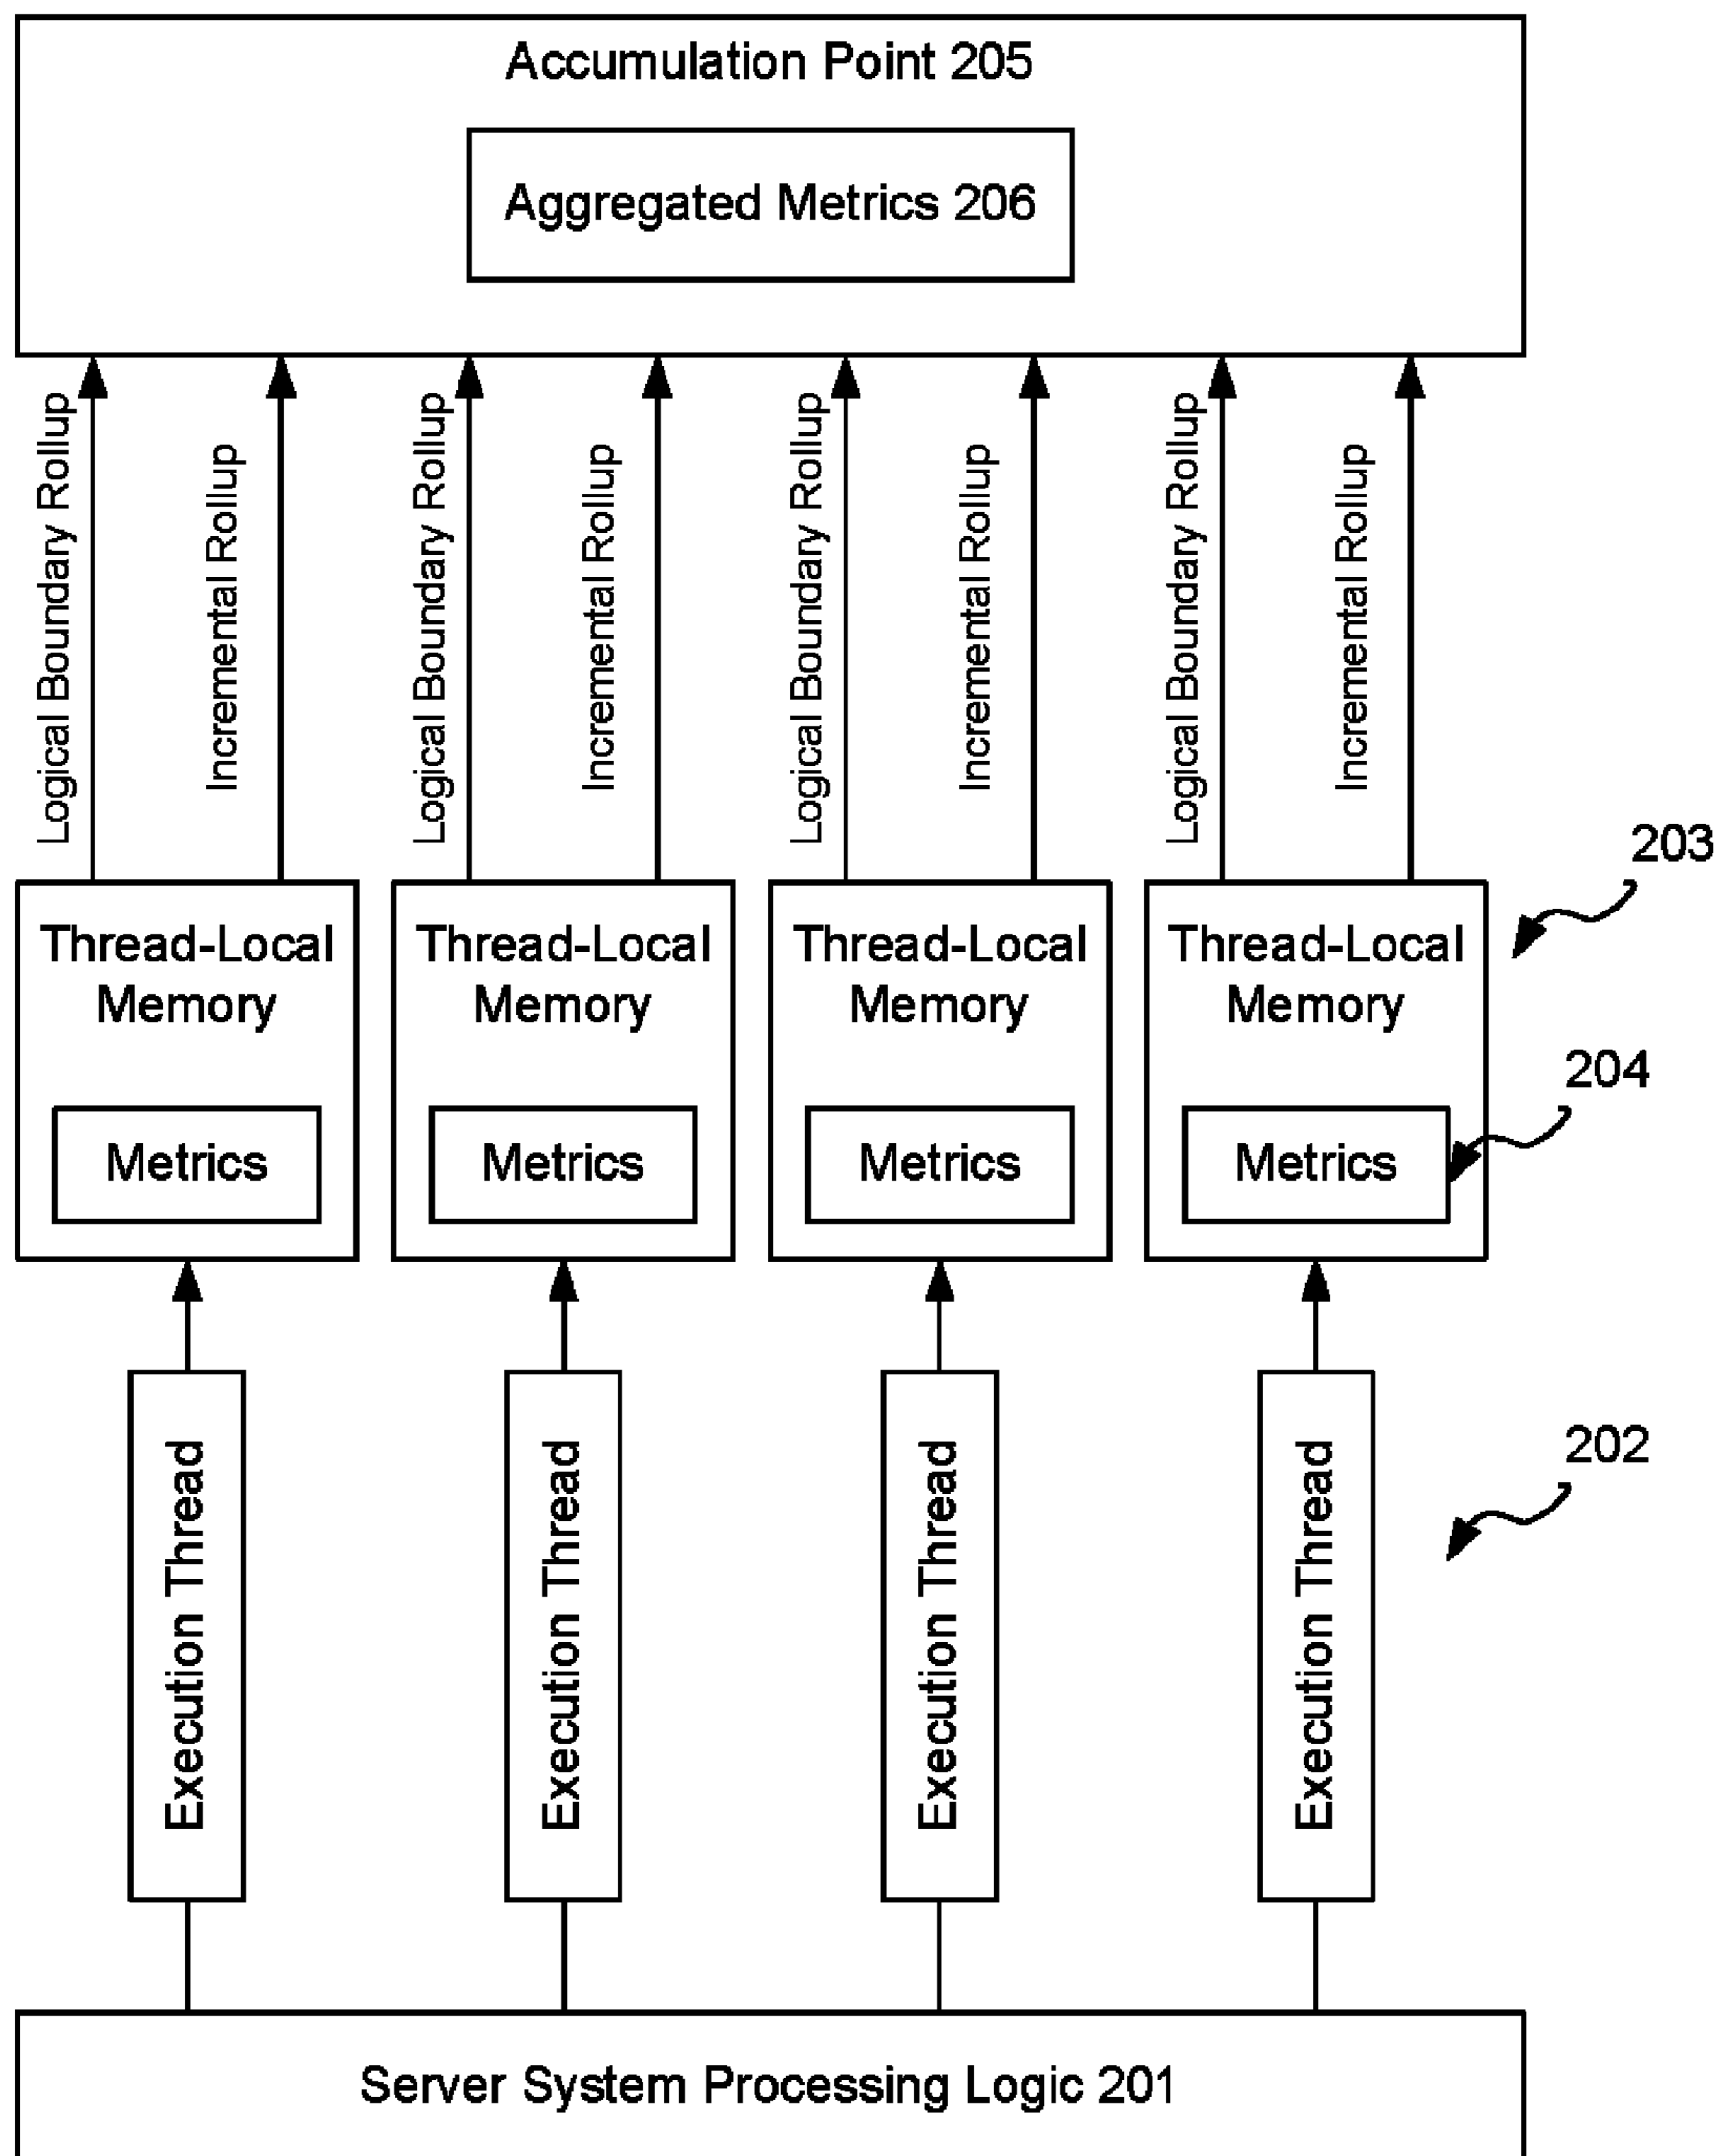 Accumulation Point 205
Aggregated Metrics 206
Logical Boundary Rollup
Incremental Rollup
Logical Boundary Rollup
Incremental Rollup
Logical Boundary Rollup
Incremental Rollup
Logical Boundary Rollup
Incremental Rollup
203
Thread-Local
Memory
Metrics
Thread-Local
Memory
Metrics
Thread-Local
Memory
Metrics
Thread-Local
Memory
Metrics
204
Execution Thread
Execution Thread
Execution Thread
Execution Thread
202
Server System Processing Logic 201